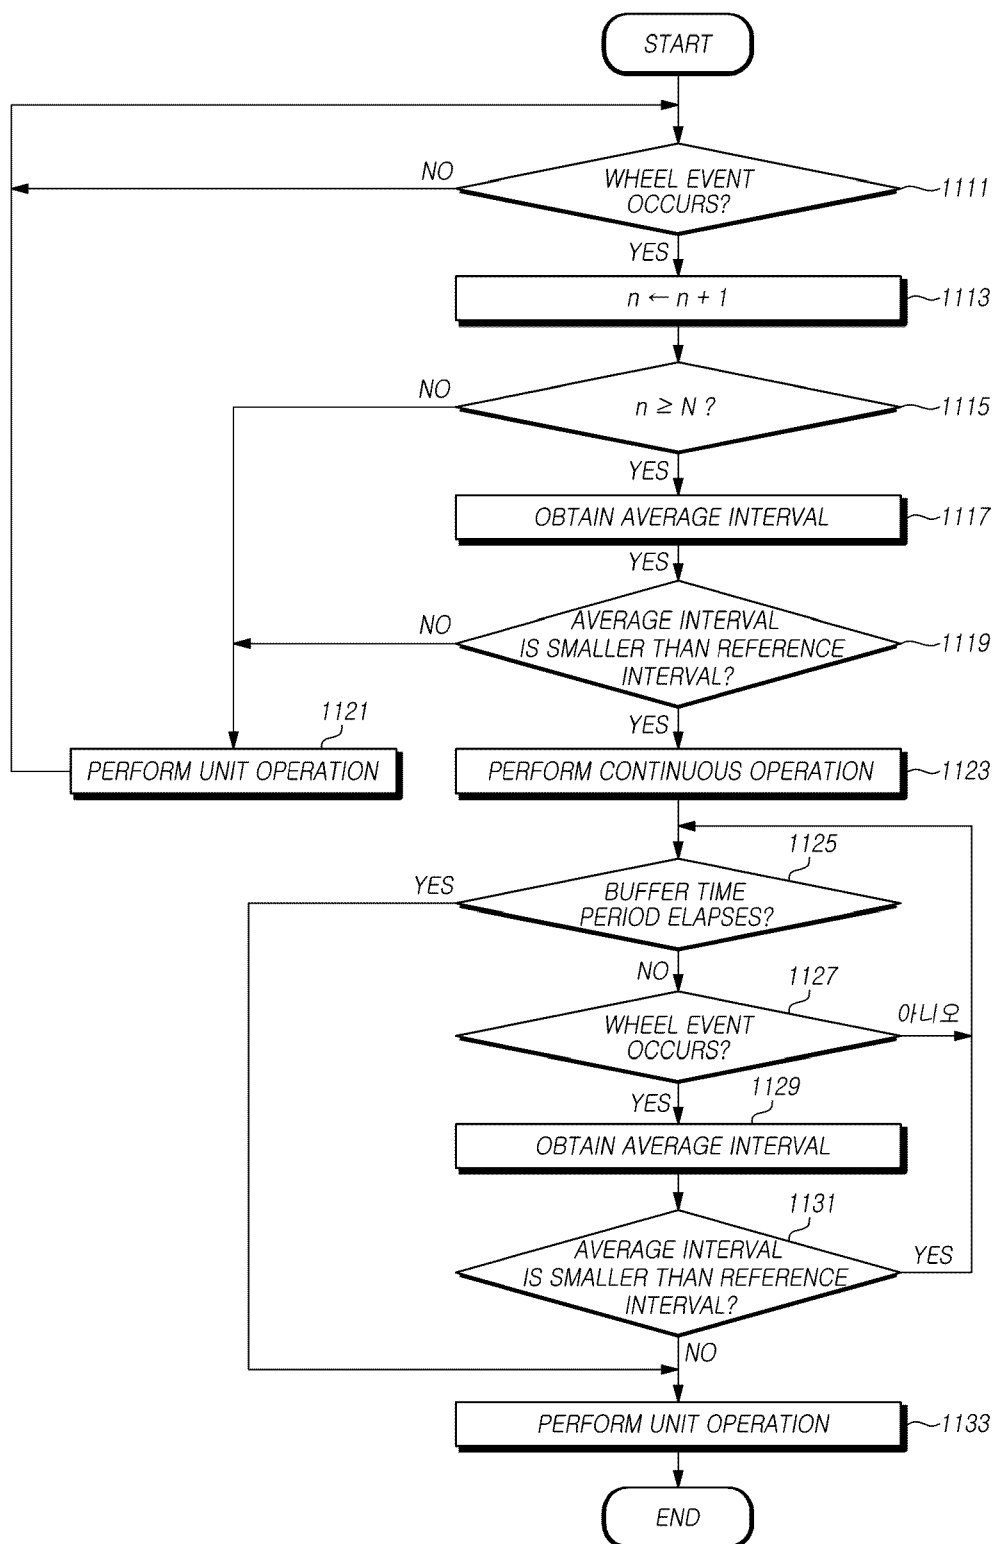 START
NO
WHEEL EVENT
OCCURS?
1111
YES
n ← n + 1
1113
NO
n ≥ N ?
1115
YES
OBTAIN AVERAGE INTERVAL
1117
YES
AVERAGE INTERVAL
IS SMALLER THAN REFERENCE
INTERVAL?
NO
1119
YES
1121
PERFORM UNIT OPERATION
PERFORM CONTINUOUS OPERATION
1123
1125
YES
BUFFER TIME
PERIOD ELAPSES?
NO
1127
WHEEL EVENT
OCCURS?
아니오
YES
1129
OBTAIN AVERAGE INTERVAL
1131
AVERAGE INTERVAL
IS SMALLER THAN REFERENCE
INTERVAL?
YES
NO
PERFORM UNIT OPERATION
1133
END